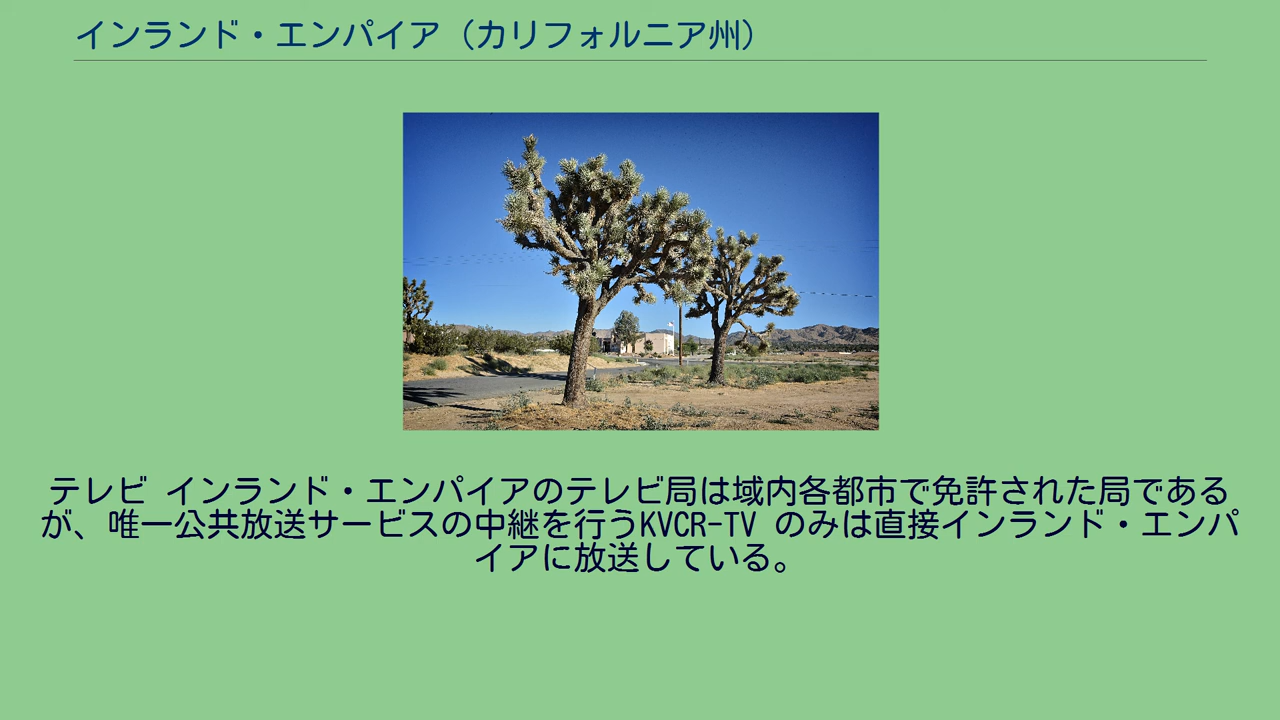 インランド・エンパイア（カリフォルニア州）
テレビ インランド・エンパイアのテレビ局は域内各都市で免許された局である
が、唯一公共放送サービスの中継を行うKVCR-TV のみは直接インランド・エンパ
イアに放送している。